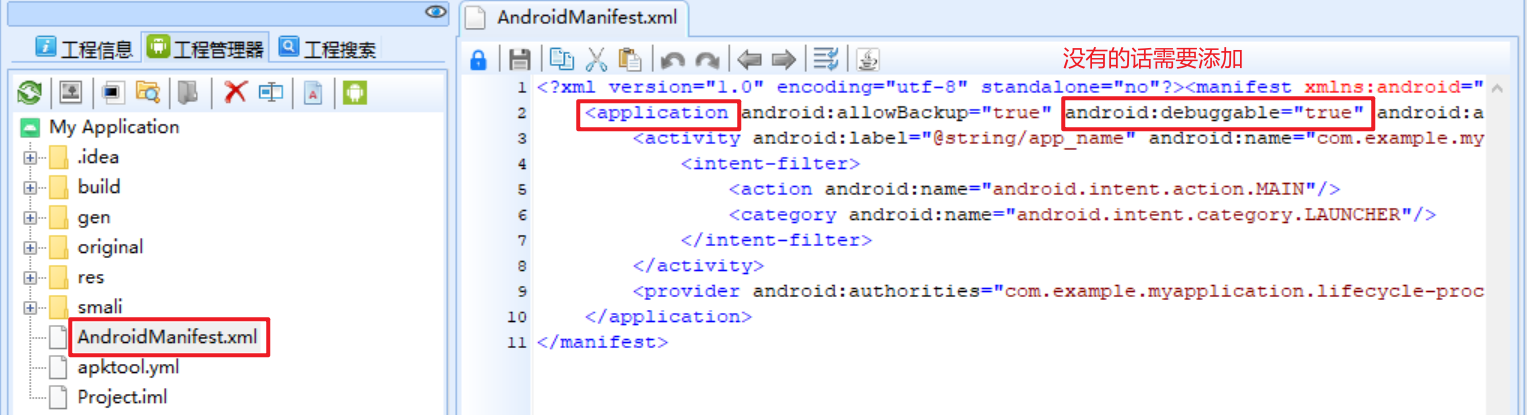 工程信息 工程管理器 工程搜索
My Application
.idea
build
gen
original
res
smali
AndroidManifest.xml
apktool.yml
Project.iml
AndroidManifest.xml
没有的话需要添加
1 <?xml version="1.0" encoding="utf-8" standalone="no"?><manifest xmlns:android="
2 <application android:allowBackup="true" android:debuggable="true" android:a
3 <activity android:label="@string/app_name" android:name="com.example.my
4 <intent-filter>
5 <action android:name="android.intent.action.MAIN"/>
6 <category android:name="android.intent.category.LAUNCHER"/>
7 </intent-filter>
8 </activity>
9 <provider android:authorities="com.example.myapplication.lifecycle-proc
10 </application>
11 </manifest>